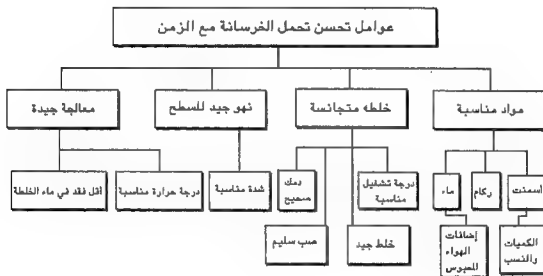 عوامل تحسن تحمل الخرسانة مع الزمن
مواد مناسبة
خلطه متجانسة
نهو جيد للسطح
معالجة جيدة
أسمنت
ركام
ماء
درجة تشغيل
مناسبة
دمك
صحيح
شدة مناسبة
درجة حرارة مناسبة
أقل فقد في ماء الخلطة
الكميات
والنسب
إضافات
الهواء
المحبوس
خلط جيد
صب سليم